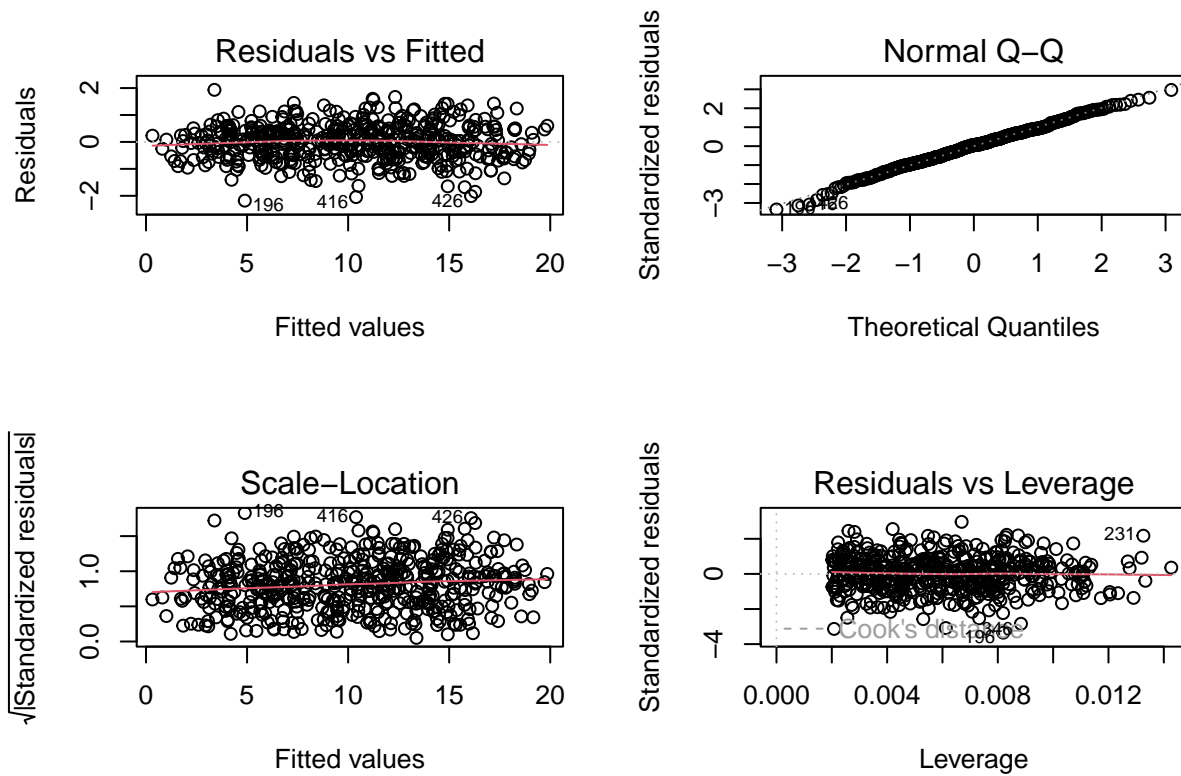 Residuals vs Fitted
Residuals
2
0
−2
196
416
426
0 5 10 15 20
Fitted values
Normal Q−Q
Standardized residuals
2
0
−3
−3 −2 −1 0 1 2 3
Theoretical Quantiles
Scale−Location
√|Standardized residuals|
1.0
0.0
196
416
426
0 5 10 15 20
Fitted values
Residuals vs Leverage
Standardized residuals
0
−4
231
Cook's distance
196
0.000 0.004 0.008 0.012
Leverage